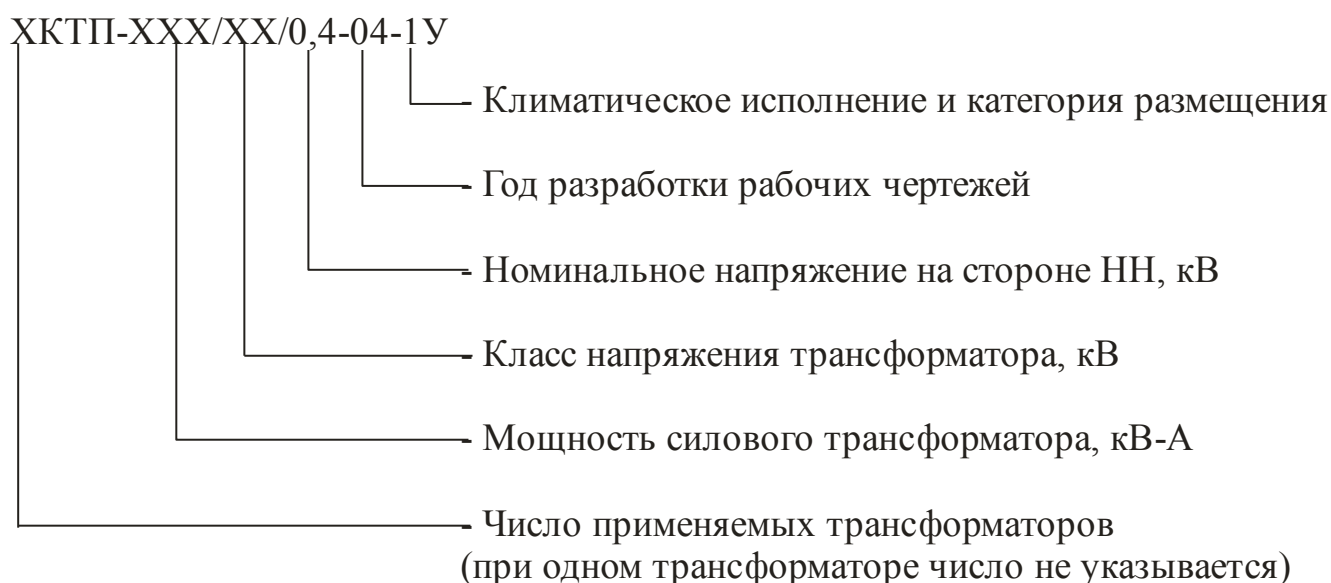 ХКТП-ХХХ/ХХ/0,4-04-1У
- Климатическое исполнение и категория размещения
- Год разработки рабочих чертежей
- Номинальное напряжение на стороне НН, кВ
- Класс напряжения трансформатора, кВ
- Мощность силового трансформатора, кВ-А
- Число применяемых трансформаторов
(при одном трансформаторе число не указывается)